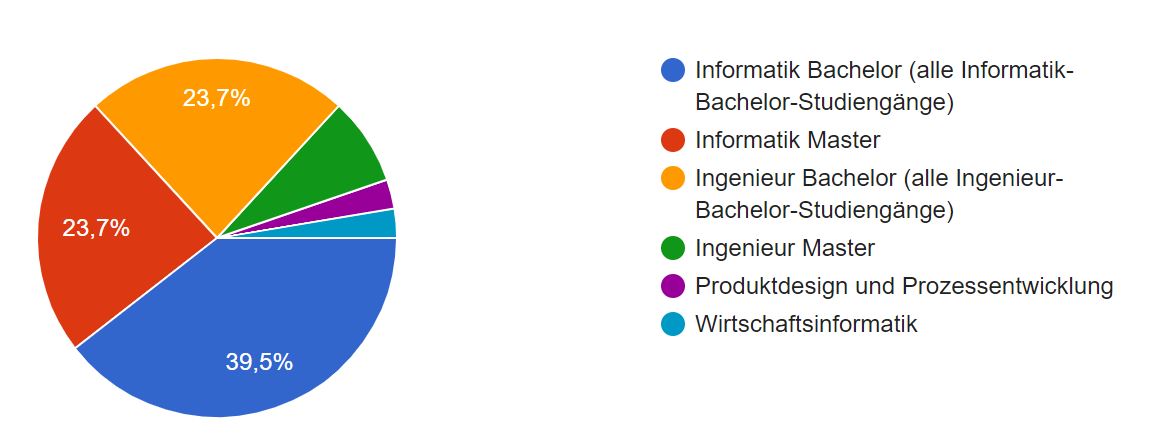 23,7%
23,7%
39,5%
Informatik Bachelor (alle Informatik-
Bachelor-Studiengänge)
Informatik Master
Ingenieur Bachelor (alle Ingenieur-
Bachelor-Studiengänge)
Ingenieur Master
Produktdesign und Prozessentwicklung
Wirtschaftsinformatik